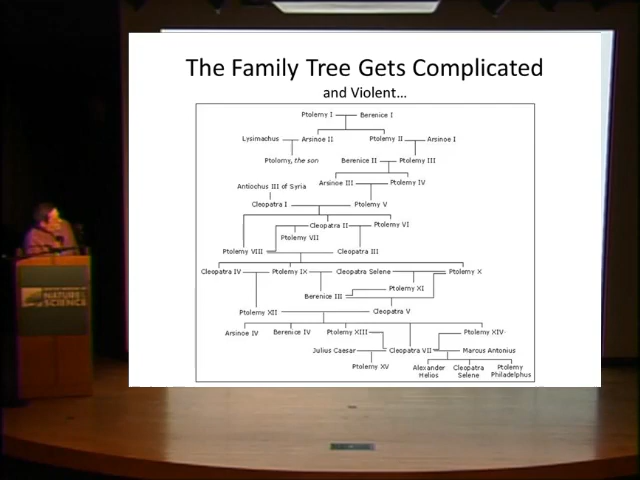 The Family Tree Gets Complicated
and Violent...
Ptolemy I Berenice I
Lysimachus Arsinoe II Ptolemy II Arsinoe I
Ptolemy, the son Berenice II Ptolemy III
Antiochus III of Syria Arsinoe III Ptolemy IV
Cleopatra I Ptolemy V
Cleopatra II Ptolemy VI
Ptolemy VII
Ptolemy VIII Cleopatra III
Cleopatra IV Ptolemy IX Cleopatra Selene Ptolemy X
Ptolemy XI
Berenice III
Ptolemy XII Cleopatra V
Arsinoe IV Berenice IV Ptolemy XIII Ptolemy XIV
Julius Caesar Cleopatra VII Marcus Antonius
Ptolemy XV Alexander Helios Cleopatra Selene Ptolemy Philadelphus
NATURE &
SCIENCE